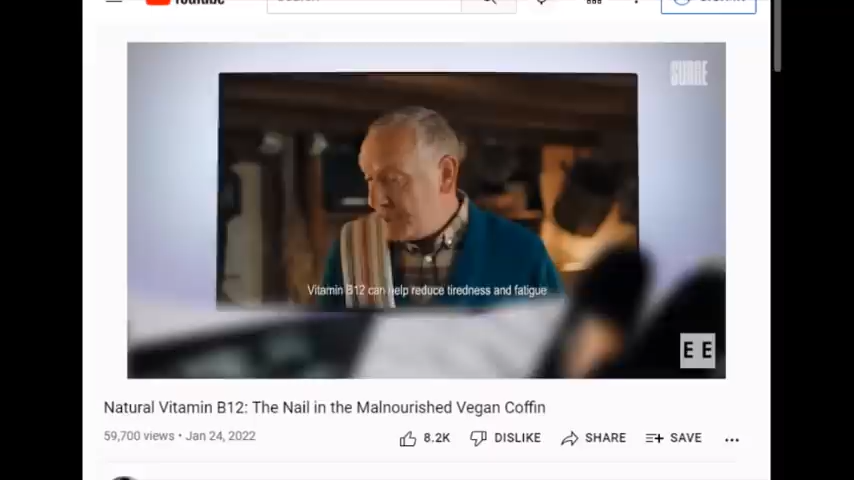 SURGE
Vitamin B12 can help reduce tiredness and fatigue
E E
Natural Vitamin B12: The Nail in the Malnourished Vegan Coffin
59,700 views • Jan 24, 2022
8.2K
DISLIKE
SHARE
SAVE
...